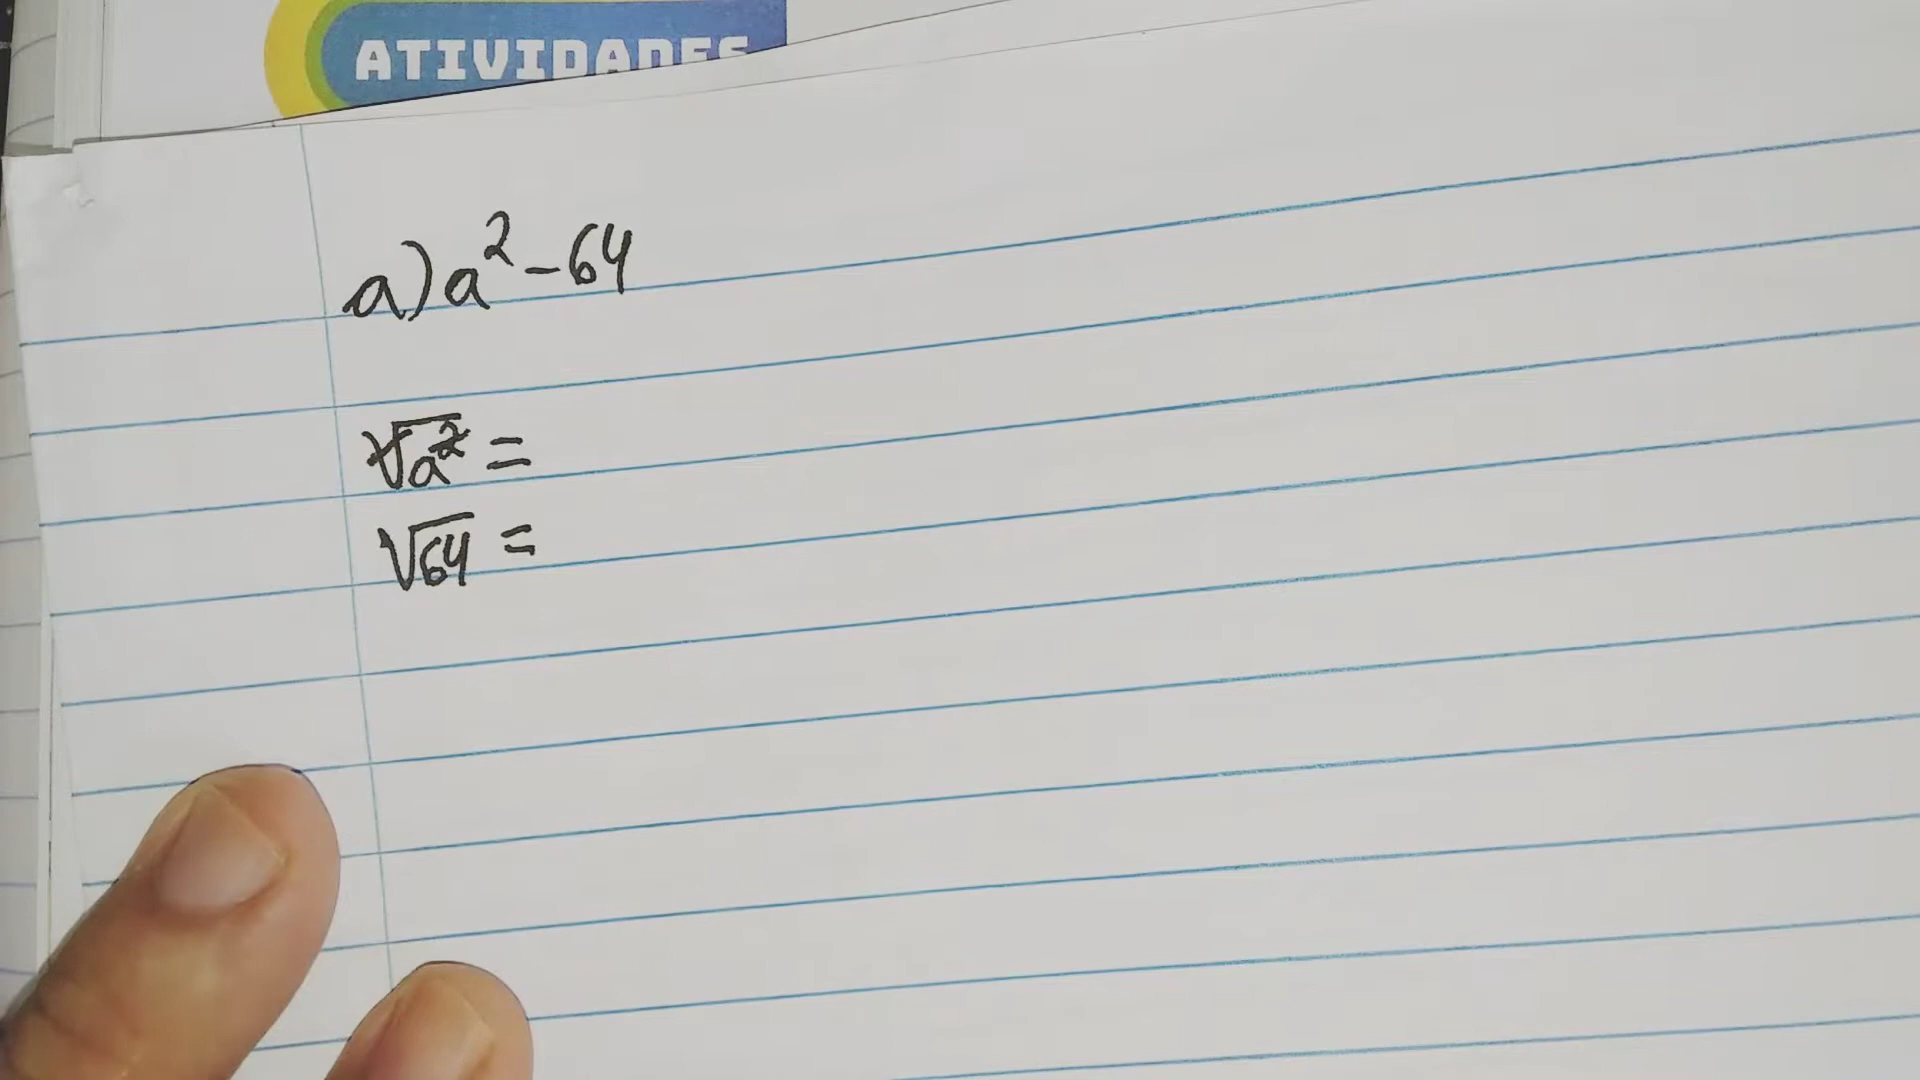 ATIVIDADES
a) a² - 64
√a² =
√64 =